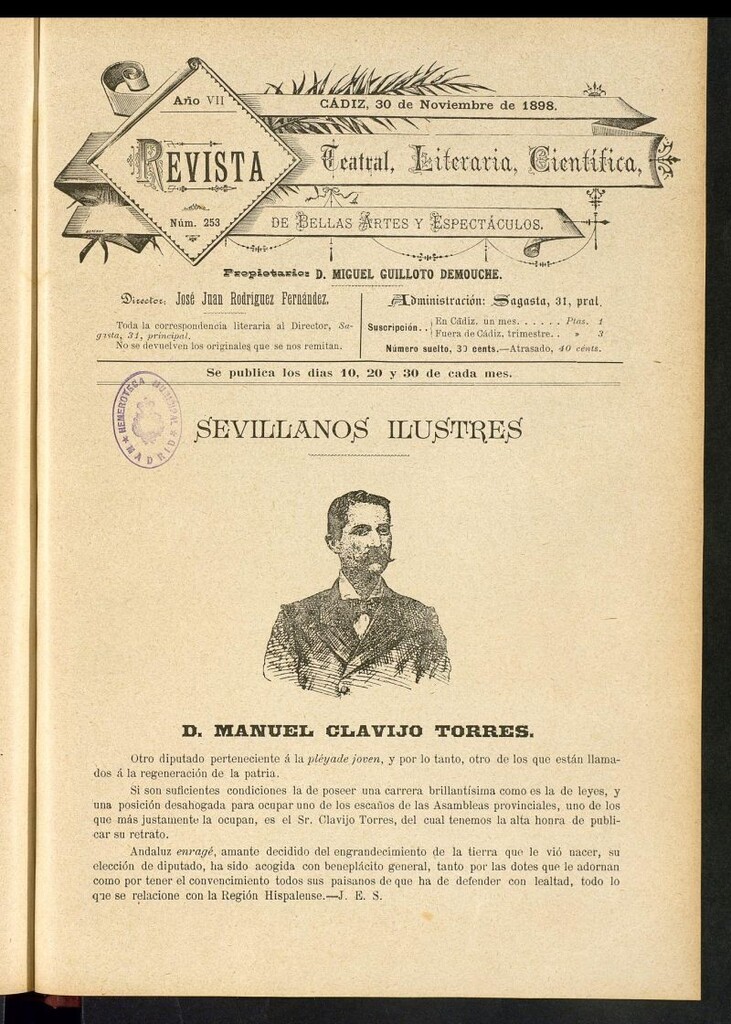 Año VII
CÁDIZ, 30 de Noviembre de 1898.
REVISTA
Teatral, Literaria, Científica,
Núm. 253
DE BELLAS ARTES Y ESPECTÁCULOS.
Propietario: D. MIGUEL GUILLOTO DEMOUCHE.
Director: José Juan Rodríguez Fernández.
Toda la correspondencia literaria al Director, Sa-
gasta, 31, principal.
No se devuelven los originales que se nos remitan.
Administración: Sagasta, 31, pral.
Suscripción..
En Cádiz, un mes. . . . . . Ptas. 1
Fuera de Cádiz, trimestre. . » 3
Número suelto, 30 cents.—Atrasado, 40 cénts.
Se publica los dias 10, 20 y 30 de cada mes.
HEMEROTECA MUNICIPAL
MADRID
SEVILLANOS ILUSTRES
D. MANUEL CLAVIJO TORRES.
Otro diputado perteneciente á la pléyade joven, y por lo tanto, otro de los que están llama-
dos á la regeneración de la patria.
Si son suficientes condiciones la de poseer una carrera brillantísima como es la de leyes, y
una posición desahogada para ocupar uno de los escaños de las Asambleas provinciales, uno de los
que más justamente la ocupan, es el Sr. Clavijo Torres, del cual tenemos la alta honra de publi-
car su retrato.
Andaluz enragé, amante decidido del engrandecimiento de la tierra que le vió nacer, su
elección de diputado, ha sido acogida con beneplácito general, tanto por las dotes que le adornan
como por tener el convencimiento todos sus paisanos de que ha de defender con lealtad, todo lo
que se relacione con la Región Hispalense.—J. E. S.